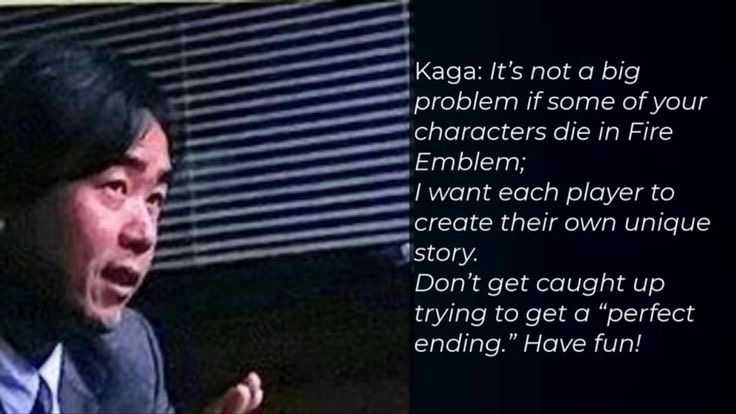 Kaga: It’s not a big
problem if some of your
characters die in Fire
Emblem;
I want each player to
create their own unique
story.
Don’t get caught up
trying to get a “perfect
ending.” Have fun!